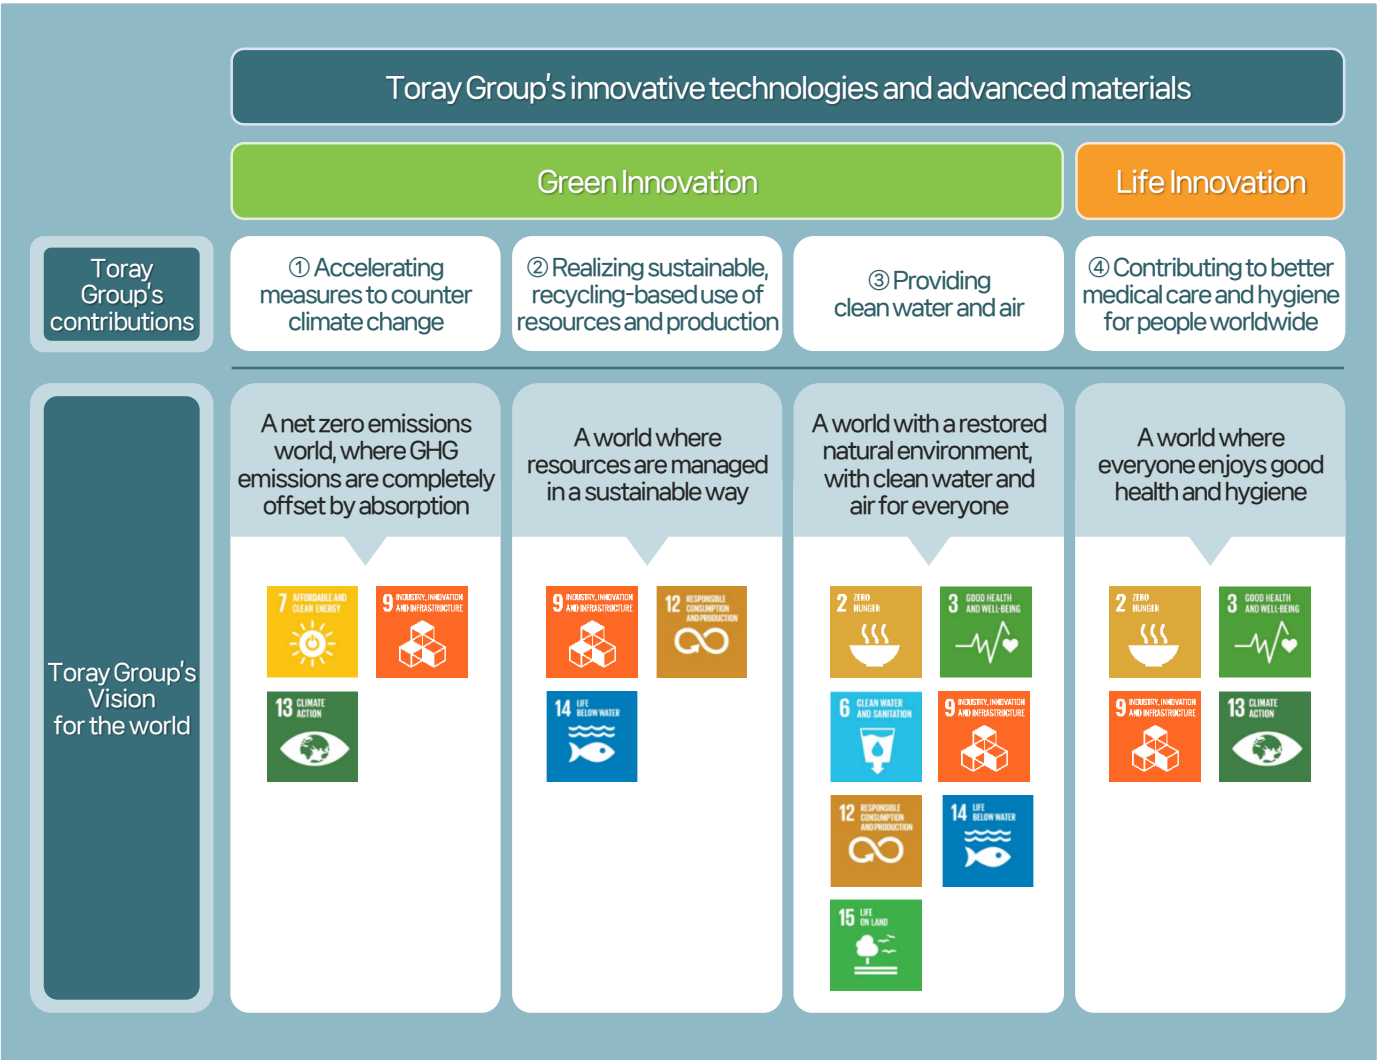 Toray Group's innovative technologies and advanced materials
Green Innovation
Life Innovation
Toray
Group's
contributions
① Accelerating
measures to counter
climate change
② Realizing sustainable,
recycling-based use of
resources and production
③ Providing
clean water and air
④ Contributing to better
medical care and hygiene
for people worldwide
Toray Group's
Vision
for the world
A net zero emissions
world, where GHG
emissions are completely
offset by absorption
7 AFFORDABLE AND
CLEAN ENERGY
9 INDUSTRY, INNOVATION
AND INFRASTRUCTURE
13 CLIMATE
ACTION
A world where
resources are managed
in a sustainable way
9 INDUSTRY, INNOVATION
AND INFRASTRUCTURE
12 RESPONSIBLE
CONSUMPTION
AND PRODUCTION
14 LIFE
BELOW WATER
A world with a restored
natural environment,
with clean water and
air for everyone
2 ZERO
HUNGER
3 GOOD HEALTH
AND WELL-BEING
6 CLEAN WATER
AND SANITATION
9 INDUSTRY, INNOVATION
AND INFRASTRUCTURE
12 RESPONSIBLE
CONSUMPTION
AND PRODUCTION
14 LIFE
BELOW WATER
15 LIFE
ON LAND
A world where
everyone enjoys good
health and hygiene
2 ZERO
HUNGER
3 GOOD HEALTH
AND WELL-BEING
9 INDUSTRY, INNOVATION
AND INFRASTRUCTURE
13 CLIMATE
ACTION